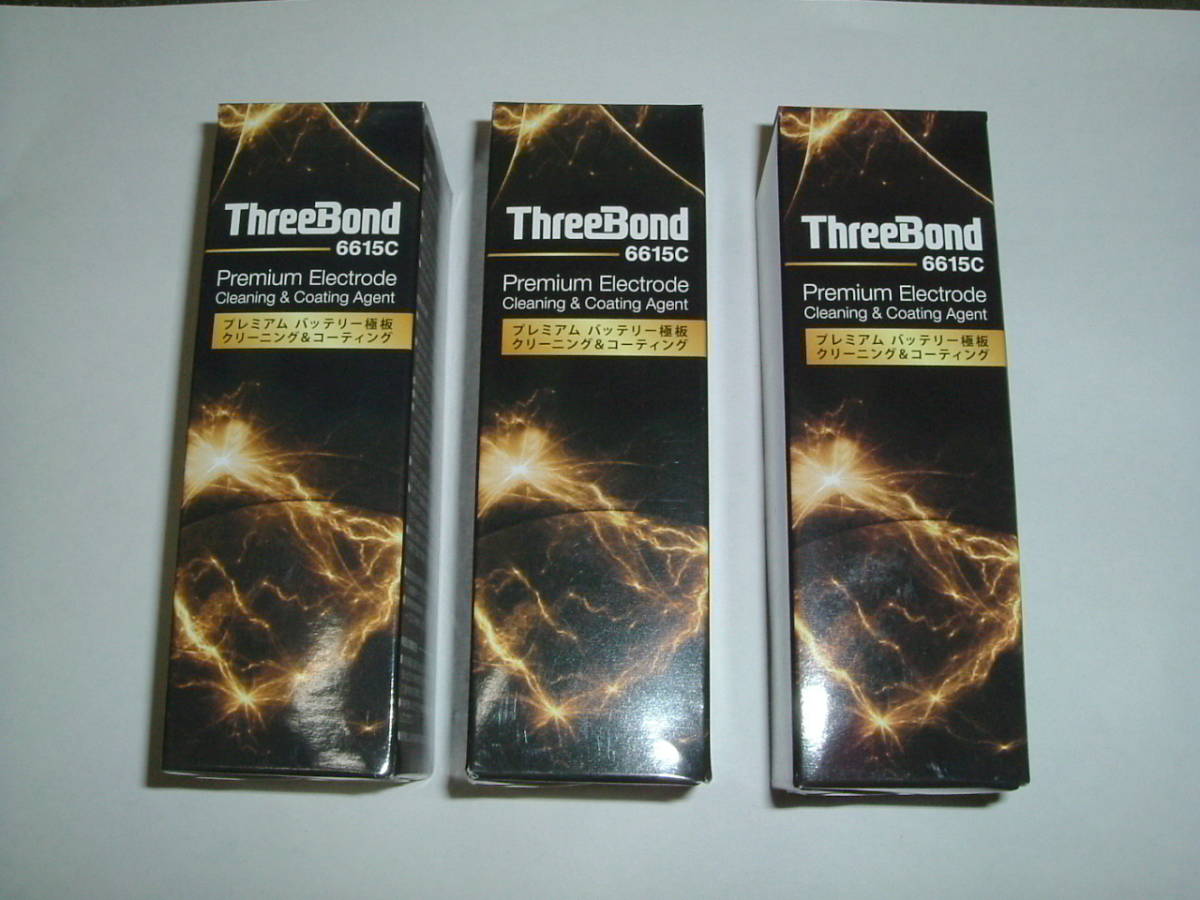 ThreeBond
6615C
Premium Electrode
Cleaning & Coating Agent
プレミアム バッテリー極板
クリーニング&コーティング
ThreeBond
6615C
Premium Electrode
Cleaning & Coating Agent
プレミアム バッテリー極板
クリーニング&コーティング
ThreeBond
6615C
Premium Electrode
Cleaning & Coating Agent
プレミアム バッテリー極板
クリーニング&コーティング